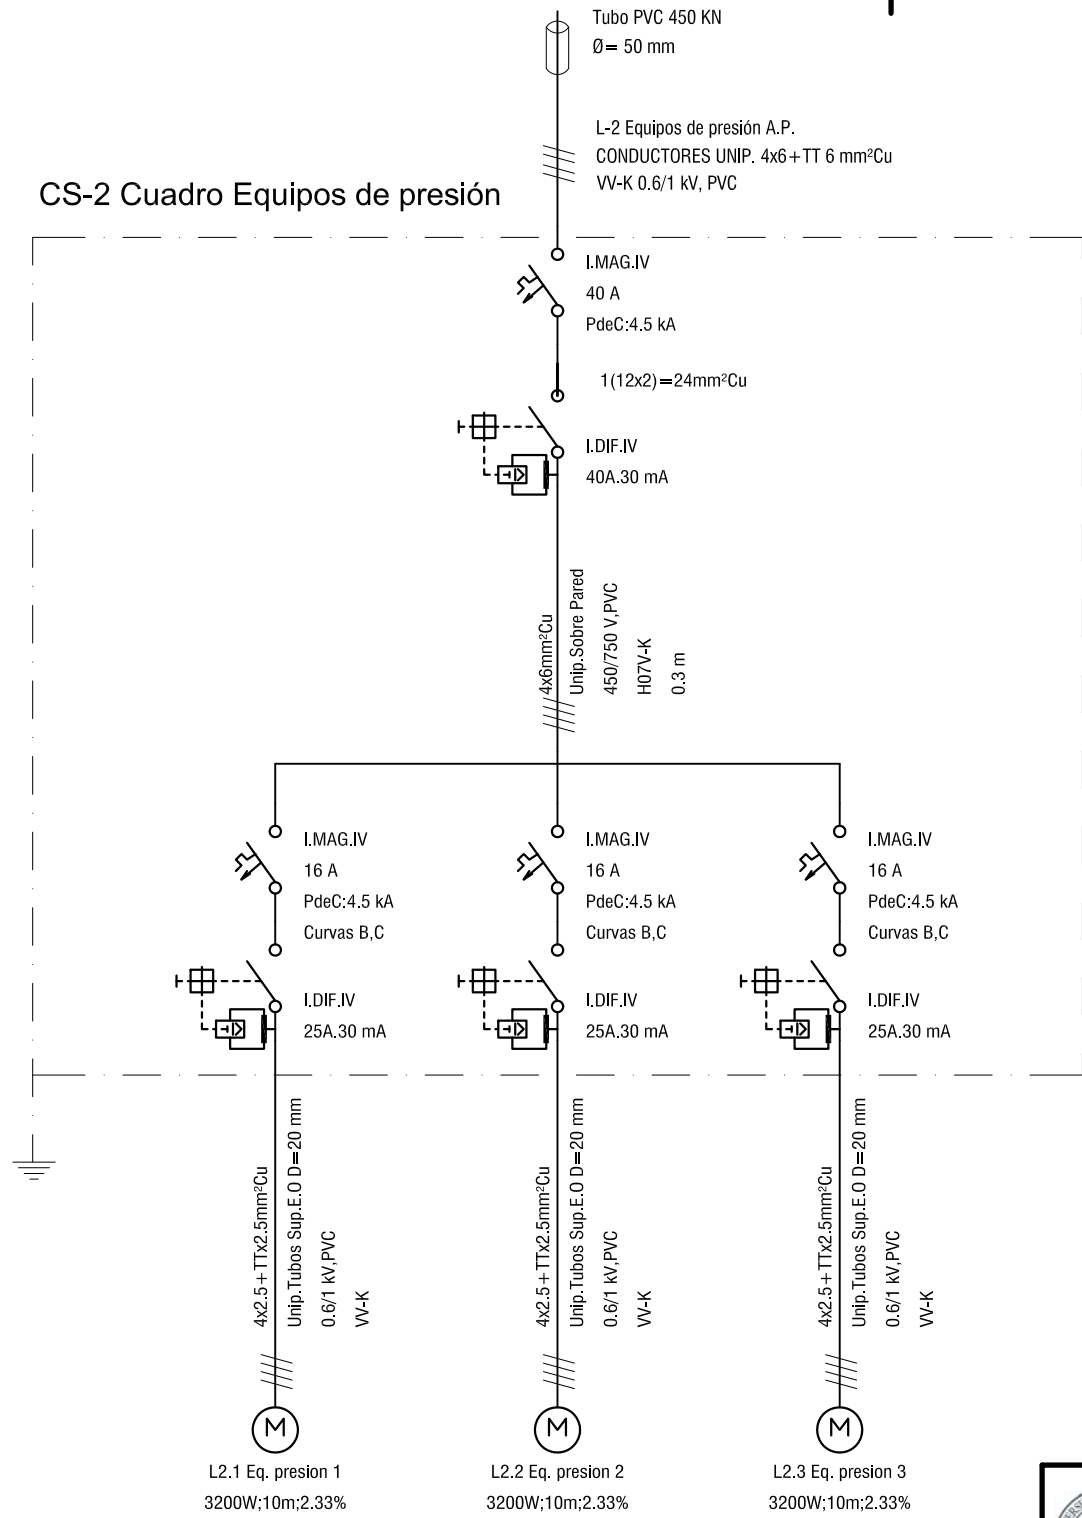 Tubo PVC 450 KN
Ø= 50 mm
L-2 Equipos de presión A.P.
CONDUCTORES UNIP. 4x6+TT 6 mm²Cu
VV-K 0.6/1 kV, PVC
CS-2 Cuadro Equipos de presión
I.MAG.IV
40 A
PdeC:4.5 kA
1(12x2)=24mm²Cu
I.DIF.IV
40A.30 mA
4x6mm²Cu
Unip.Sobre Pared
450/750 V,PVC
H07V-K
0.3 m
I.MAG.IV
16 A
PdeC:4.5 kA
Curvas B,C
I.DIF.IV
25A.30 mA
I.MAG.IV
16 A
PdeC:4.5 kA
Curvas B,C
I.DIF.IV
25A.30 mA
I.MAG.IV
16 A
PdeC:4.5 kA
Curvas B,C
I.DIF.IV
25A.30 mA
4x2.5+TTx2.5mm²Cu
Unip.Tubos Sup.E.O D=20 mm
0.6/1 kV,PVC
VV-K
4x2.5+TTx2.5mm²Cu
Unip.Tubos Sup.E.O D=20 mm
0.6/1 kV,PVC
VV-K
4x2.5+TTx2.5mm²Cu
Unip.Tubos Sup.E.O D=20 mm
0.6/1 kV,PVC
VV-K
M
M
M
L2.1 Eq. presion 1
3200W;10m;2.33%
L2.2 Eq. presion 2
3200W;10m;2.33%
L2.3 Eq. presion 3
3200W;10m;2.33%